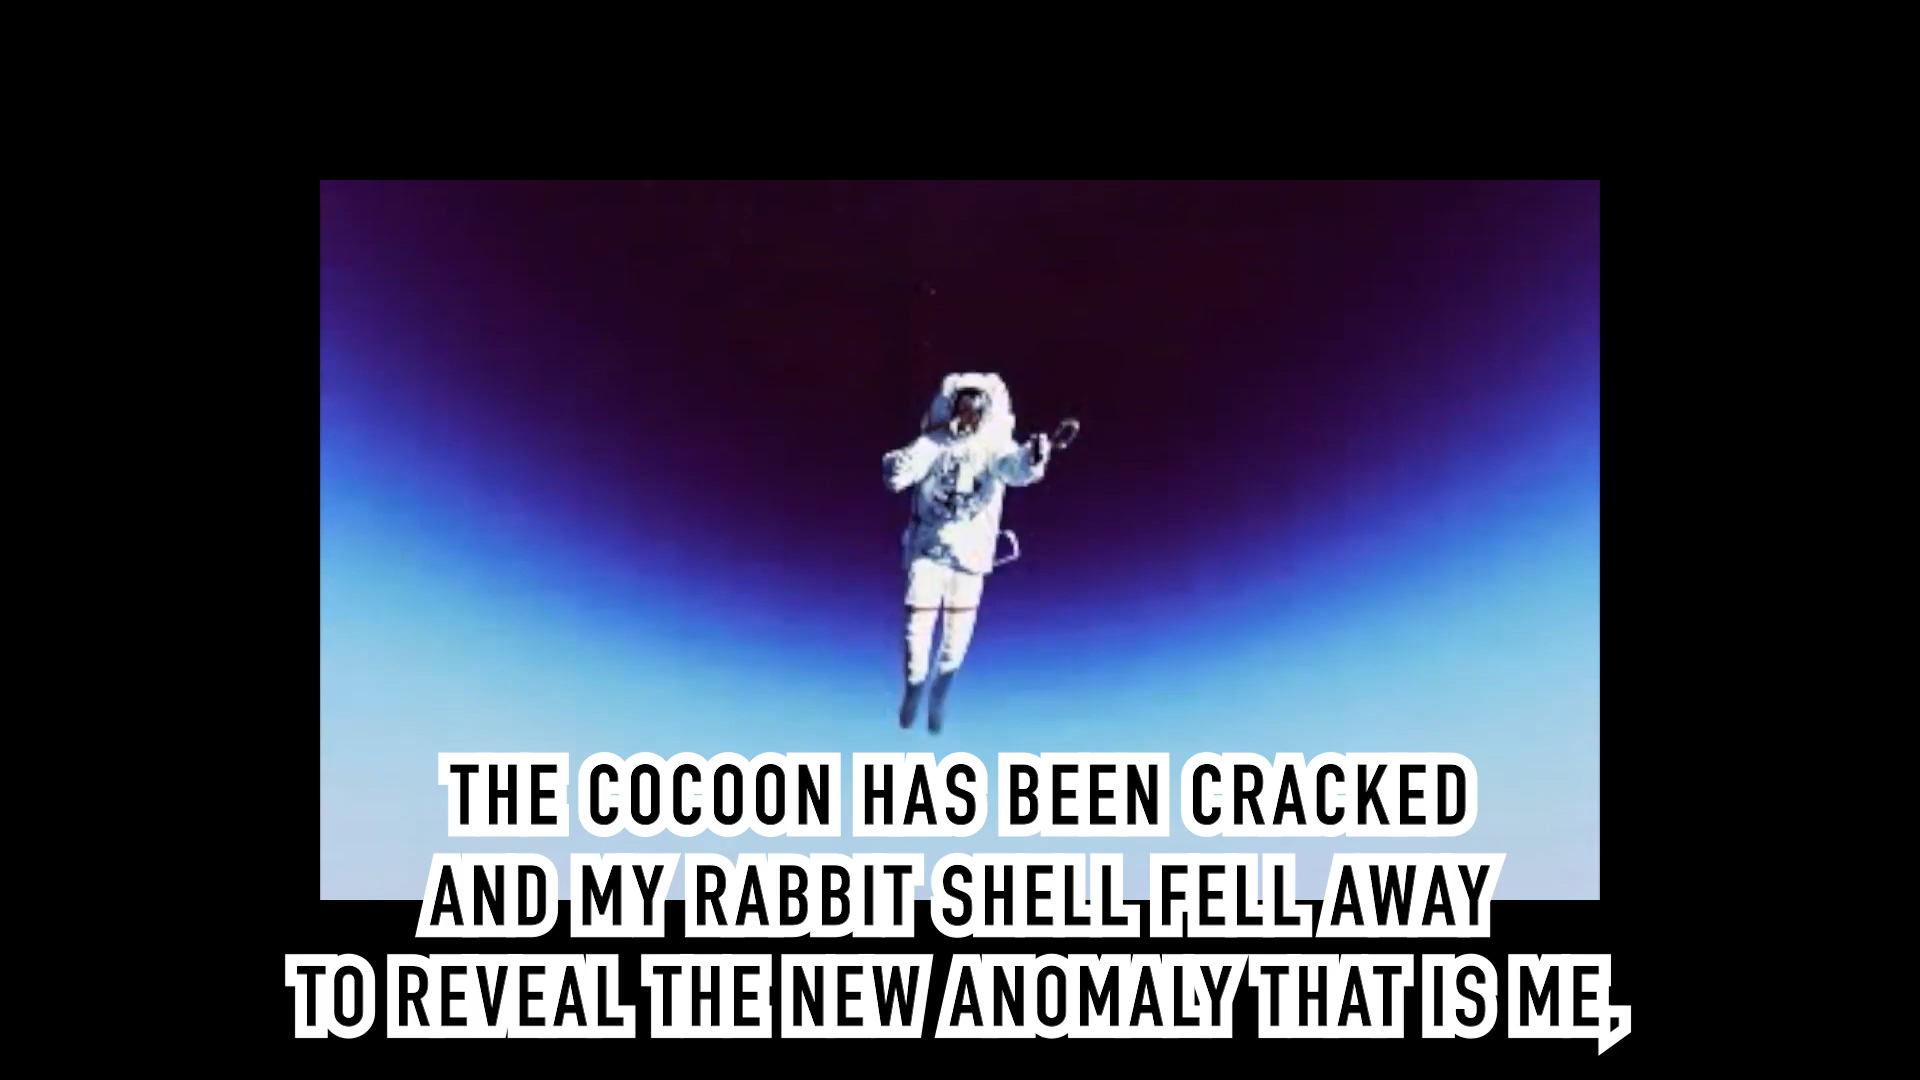 THE COCOON HAS BEEN CRACKED
AND MY RABBIT SHELL FELL AWAY
TO REVEAL THE NEW ANOMALY THAT IS ME,